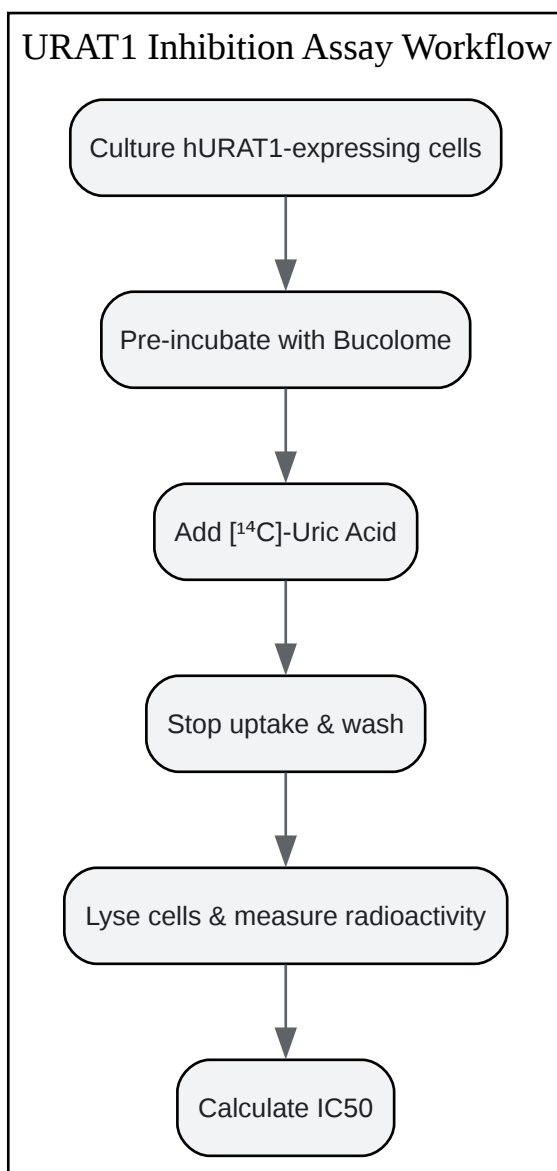 URAT1 Inhibition Assay Workflow
Culture hURAT1-expressing cells
Pre-incubate with Bucolome
Add [¹⁴C]-Uric Acid
Stop uptake & wash
Lyse cells & measure radioactivity
Calculate IC50